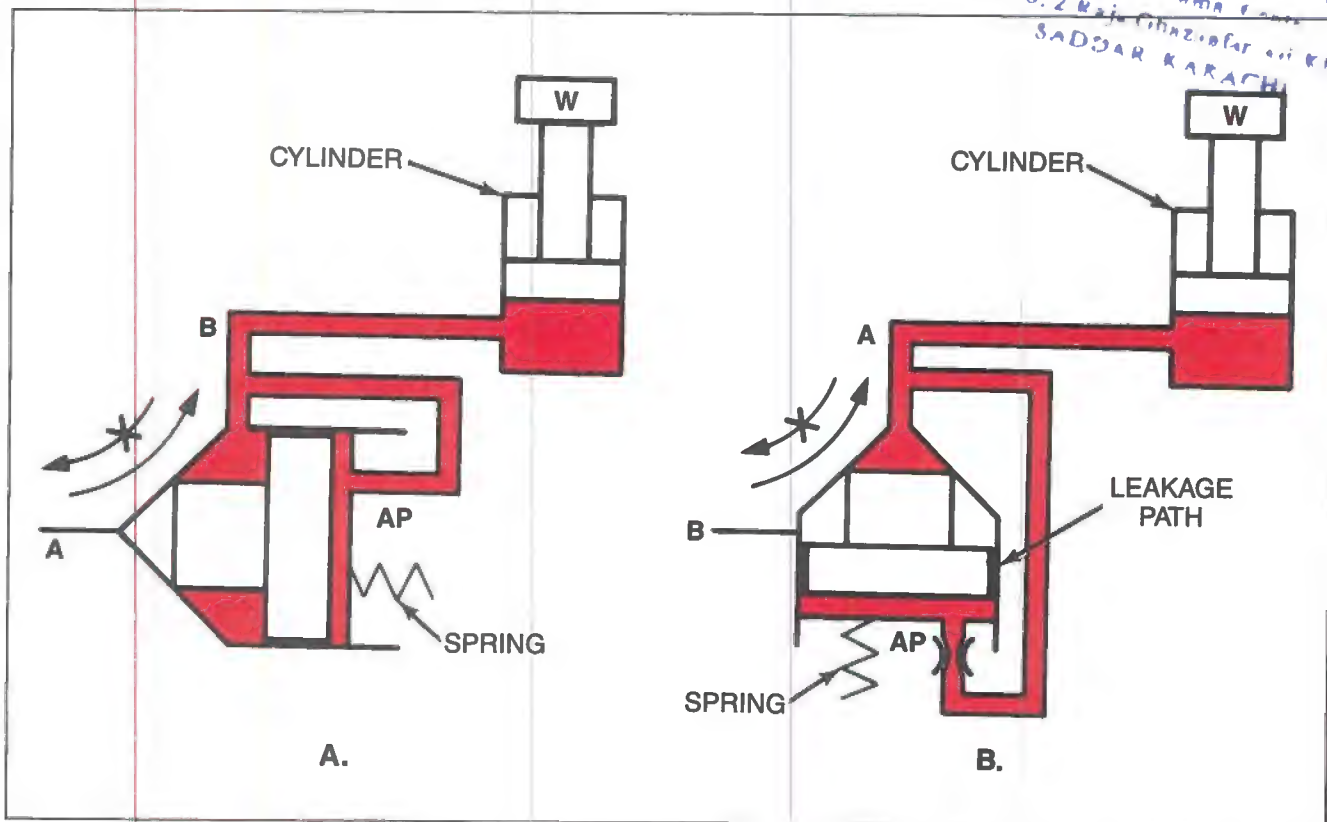 SADDAR KARACHI
W
W
CYLINDER
CYLINDER
B
A
LEAKAGE
PATH
AP
A
B
SPRING
AP
SPRING
A.
B.